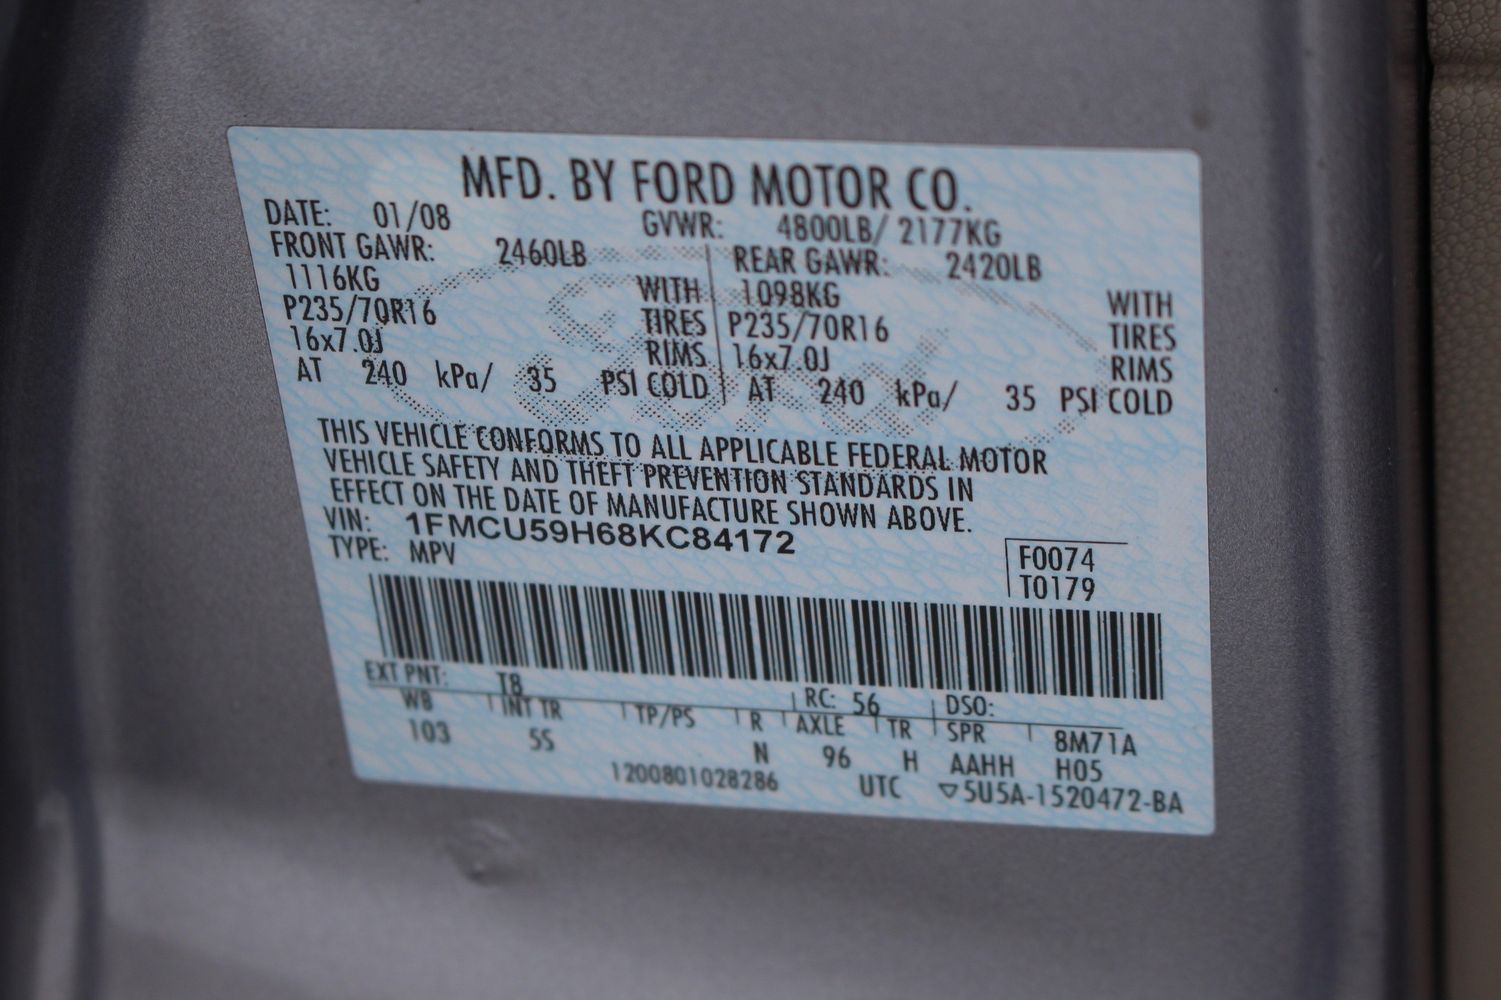 MFD. BY FORD MOTOR CO.
DATE: 01/08 GVWR: 4800LB/ 2177KG
FRONT GAWR: 2460LB REAR GAWR: 2420LB
1116KG WITH 1098KG WITH
P235/70R16 TIRES P235/70R16 TIRES
16x7.0J RIMS 16x7.0J RIMS
AT 240 kPa/ 35 PSI COLD AT 240 kPa/ 35 PSI COLD
Ford
THIS VEHICLE CONFORMS TO ALL APPLICABLE FEDERAL MOTOR
VEHICLE SAFETY AND THEFT PREVENTION STANDARDS IN
EFFECT ON THE DATE OF MANUFACTURE SHOWN ABOVE.
VIN: 1FMCU59H68KC84172
TYPE: MPV
F0074
T0179
EXT PNT: T8 RC: 56 DSO:
WB INT TR TP/PS R AXLE TR SPR 8M71A
103 5S N 96 H AAHH H05
1200801028286 UTC ▽5U5A-1520472-BA